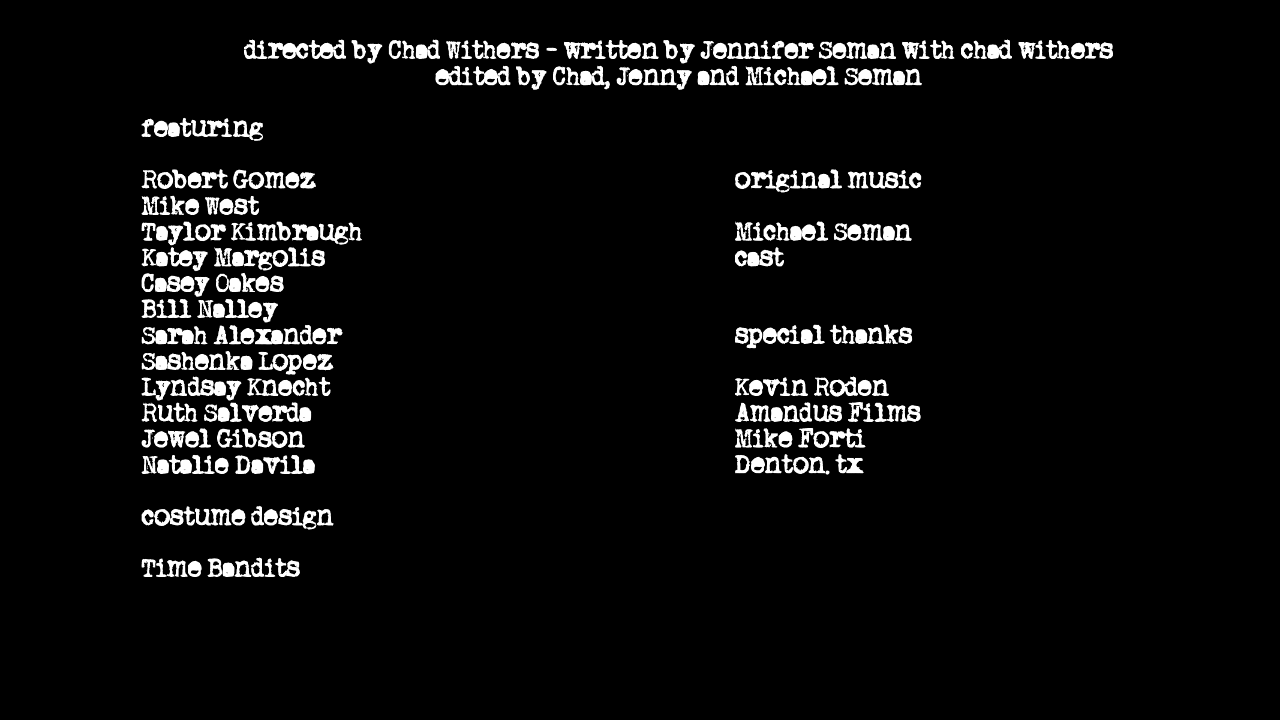 directed by Chad Withers - written by Jennifer Seman with chad withers
edited by Chad, Jenny and Michael Seman
featuring
Robert Gomez
Mike West
Taylor Kimbraugh
Katey Margolis
Casey Oakes
Bill Nalley
Sarah Alexander
Sashenka Lopez
Lyndsay Knecht
Ruth Salverda
Jewel Gibson
Natalie Davila
costume design
Time Bandits
original music
Michael Seman
cast
special thanks
Kevin Roden
Amandus Films
Mike Forti
Denton. tx